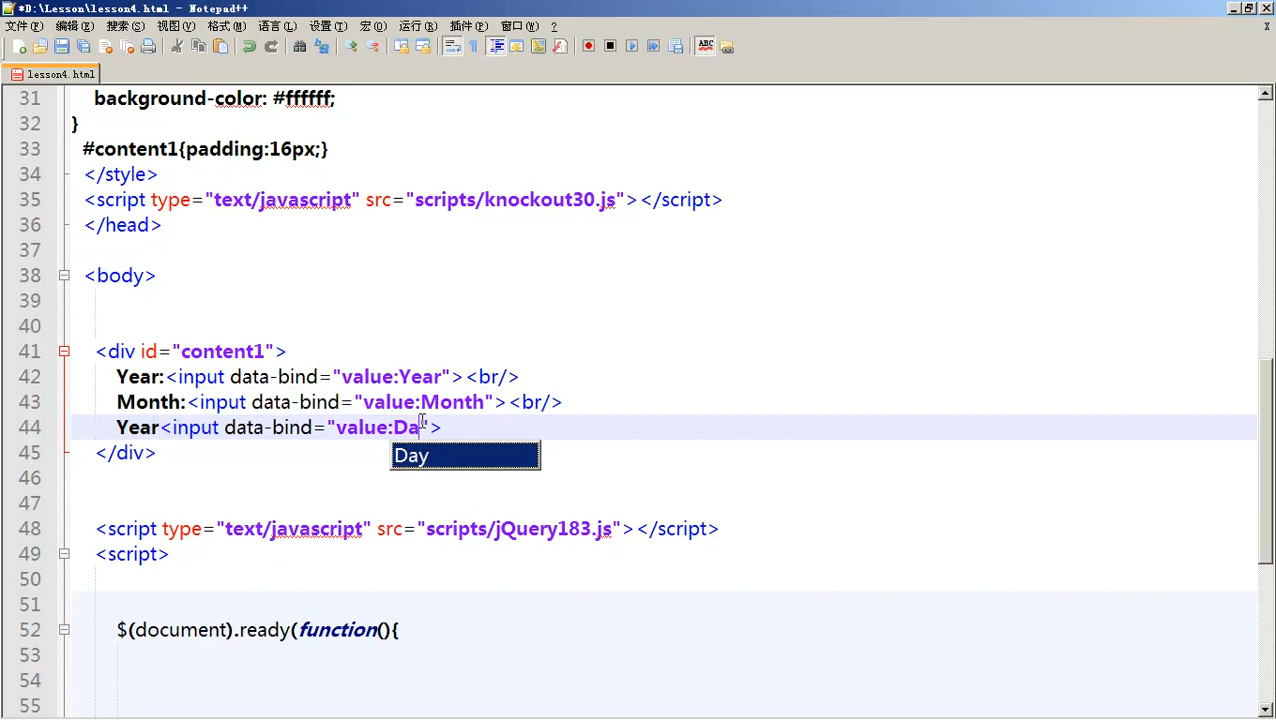 *D:\Lesson\lesson4.html - Notepad++
文件(F) 编辑(E) 搜索(S) 视图(V) 格式(M) 语言(L) 设置(T) 宏(O) 运行(R) 插件(P) 窗口(W) ? X
lesson4.html
31 background-color: #ffffff;
32 }
33 #content1{padding:16px;}
34 </style>
35 <script type="text/javascript" src="scripts/knockout30.js"></script>
36 </head>
37
38 <body>
39
40
41 <div id="content1">
42 Year:<input data-bind="value:Year"><br/>
43 Month:<input data-bind="value:Month"><br/>
44 Year<input data-bind="value:Da">
45 </div>
Day
46
47
48 <script type="text/javascript" src="scripts/jQuery183.js"></script>
49 <script>
50
51
52 $(document).ready(function(){
53
54
55